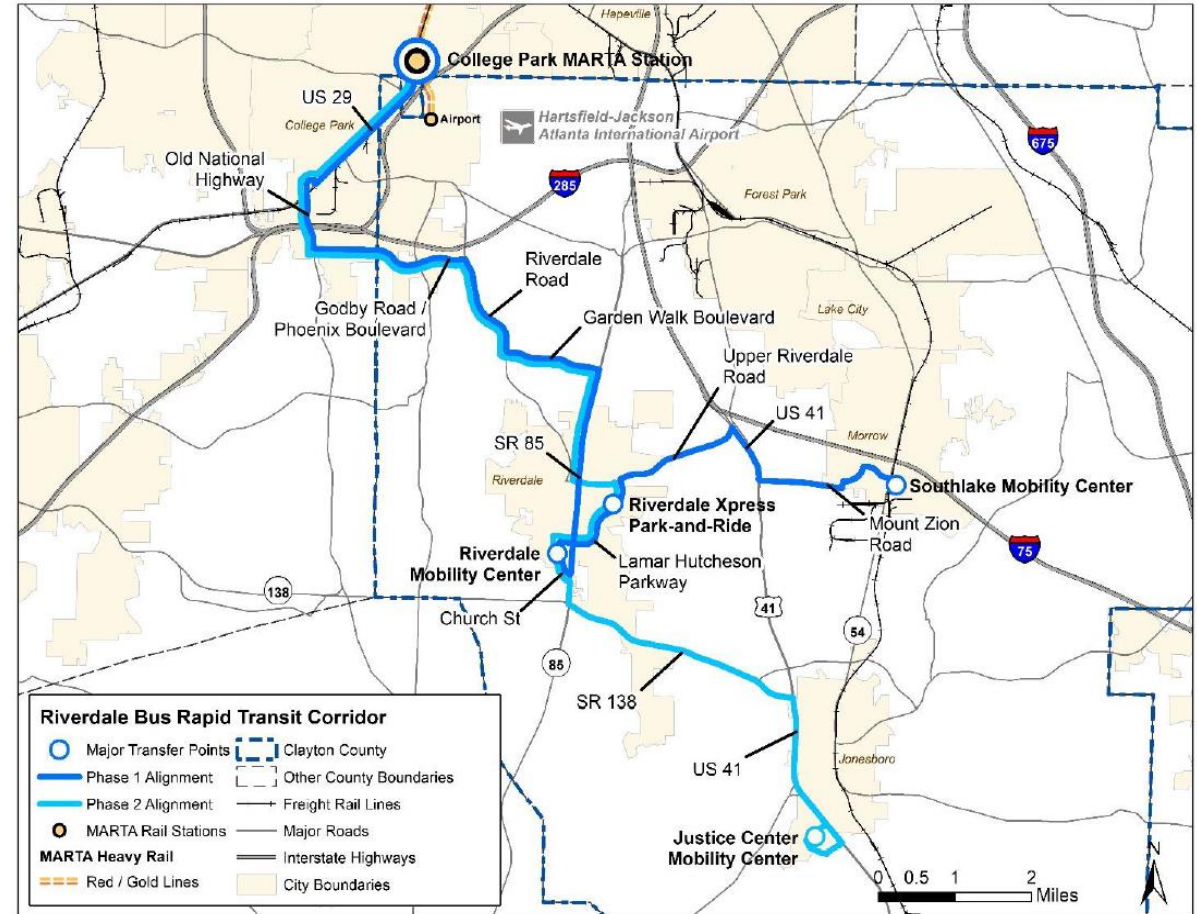 Hapeville
College Park MARTA Station
US 29
College Park
Airport
Hartsfield-Jackson
Atlanta International Airport
675
Old National
Highway
285
Forest Park
Riverdale
Road
Godby Road /
Phoenix Boulevard
Lake City
Garden Walk Boulevard
Upper Riverdale
Road
US 41
SR 85
Morrow
Riverdale
Southlake Mobility Center
Riverdale Xpress
Park-and-Ride
Mount Zion
Road
75
Riverdale
Mobility Center
Lamar Hutcheson
Parkway
138
Church St
41
54
85
SR 138
US 41
Jonesboro
Justice Center
Mobility Center
Riverdale Bus Rapid Transit Corridor
Major Transfer Points
Clayton County
Phase 1 Alignment
Other County Boundaries
Phase 2 Alignment
Freight Rail Lines
MARTA Rail Stations
Major Roads
MARTA Heavy Rail
Interstate Highways
Red / Gold Lines
City Boundaries
0 0.5 1 2
Miles
N